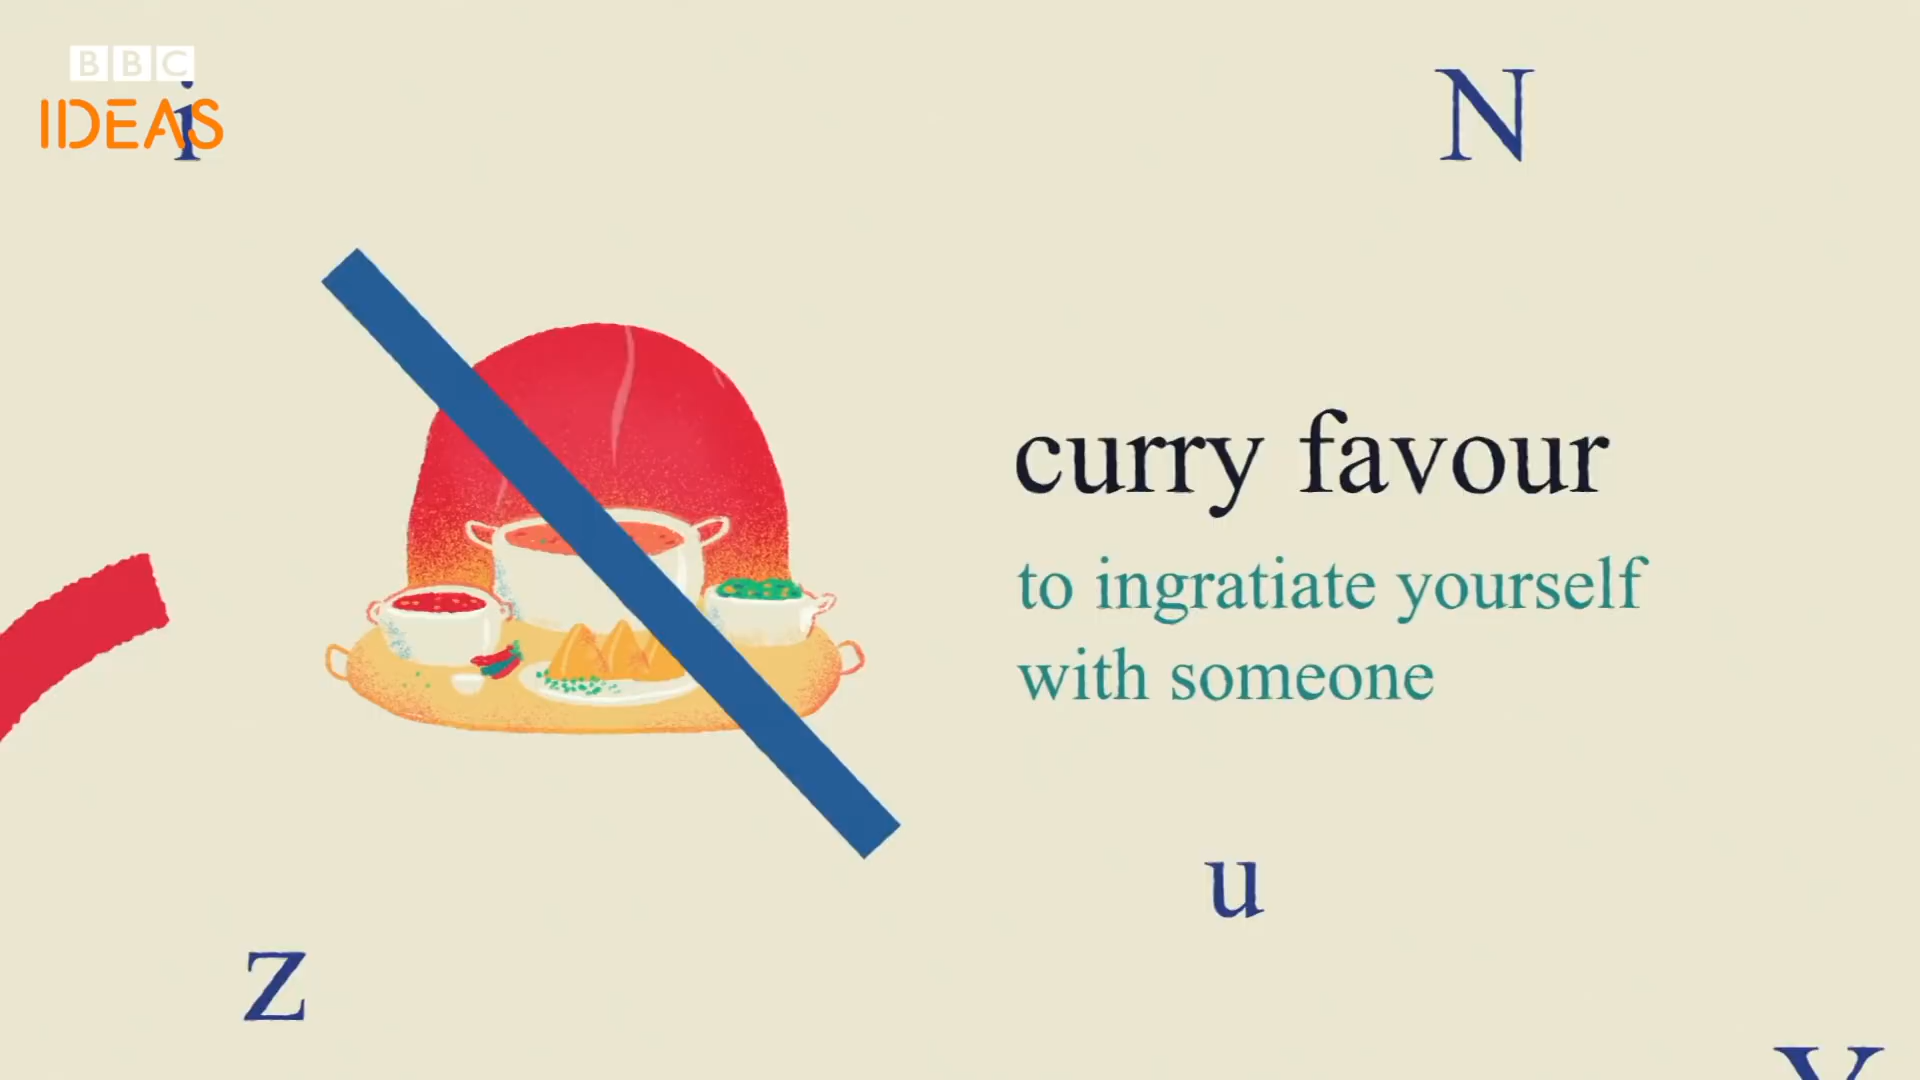 BBC
IDEAS
i
N
curry favour
to ingratiate yourself
with someone
u
z